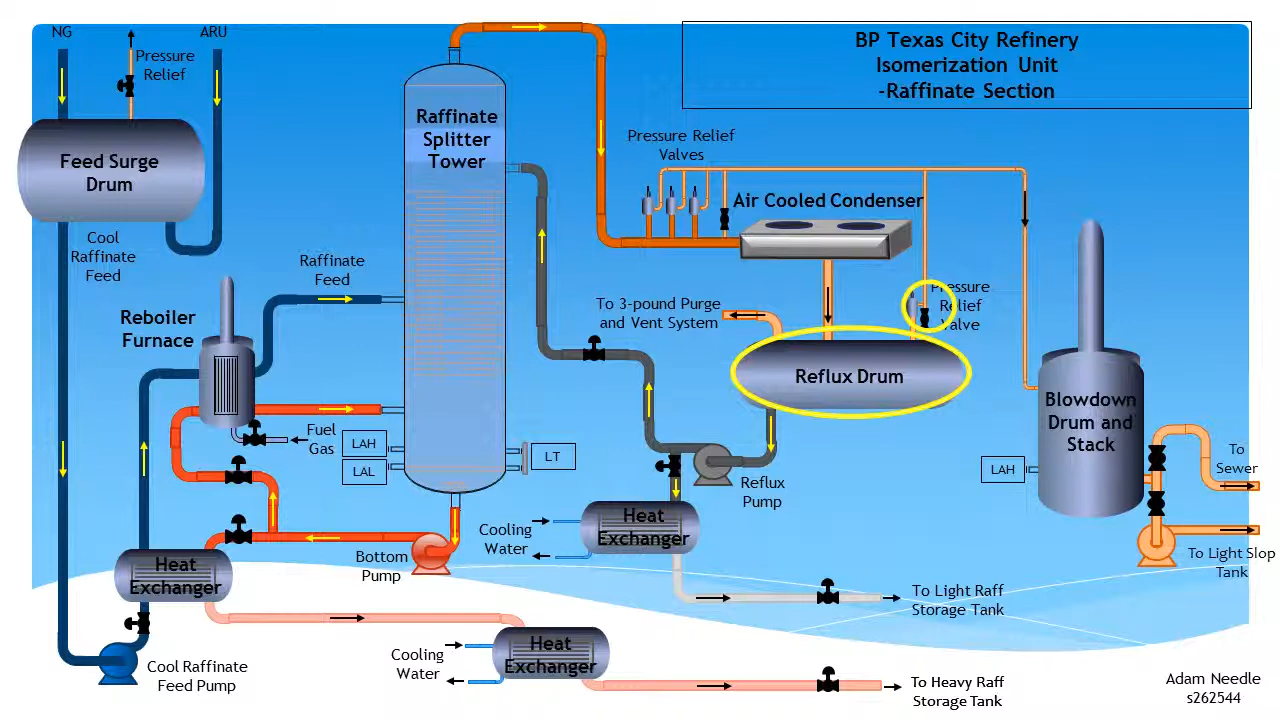 NG
ARU
Pressure
Relief
BP Texas City Refinery
Isomerization Unit
-Raffinate Section
Raffinate
Splitter
Tower
Pressure Relief
Valves
Feed Surge
Drum
Air Cooled Condenser
Cool
Raffinate
Feed
Raffinate
Feed
Pressure
Relief
Valve
To 3-pound Purge
and Vent System
Reboiler
Furnace
Reflux Drum
Blowdown
Drum and
Stack
Fuel
Gas
LAH
LAL
LT
LAH
To
Sewer
Reflux
Pump
Heat
Exchanger
Cooling
Water
Bottom
Pump
Heat
Exchanger
To Light Slop
Tank
To Light Raff
Storage Tank
Heat
Exchanger
Cooling
Water
Cool Raffinate
Feed Pump
To Heavy Raff
Storage Tank
Adam Needle
s262544